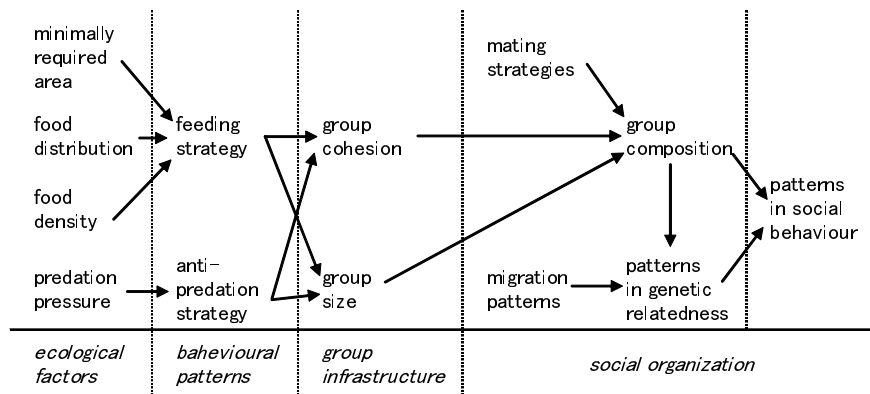 minimally
required
area
food
distribution
food
density
predation
pressure
feeding
strategy
anti-
predation
strategy
group
cohesion
group
size
mating
strategies
migration
patterns
group
composition
patterns
in genetic
relatedness
patterns
in social
behaviour
ecological
factors
bahevioural
patterns
group
infrastructure
social organization